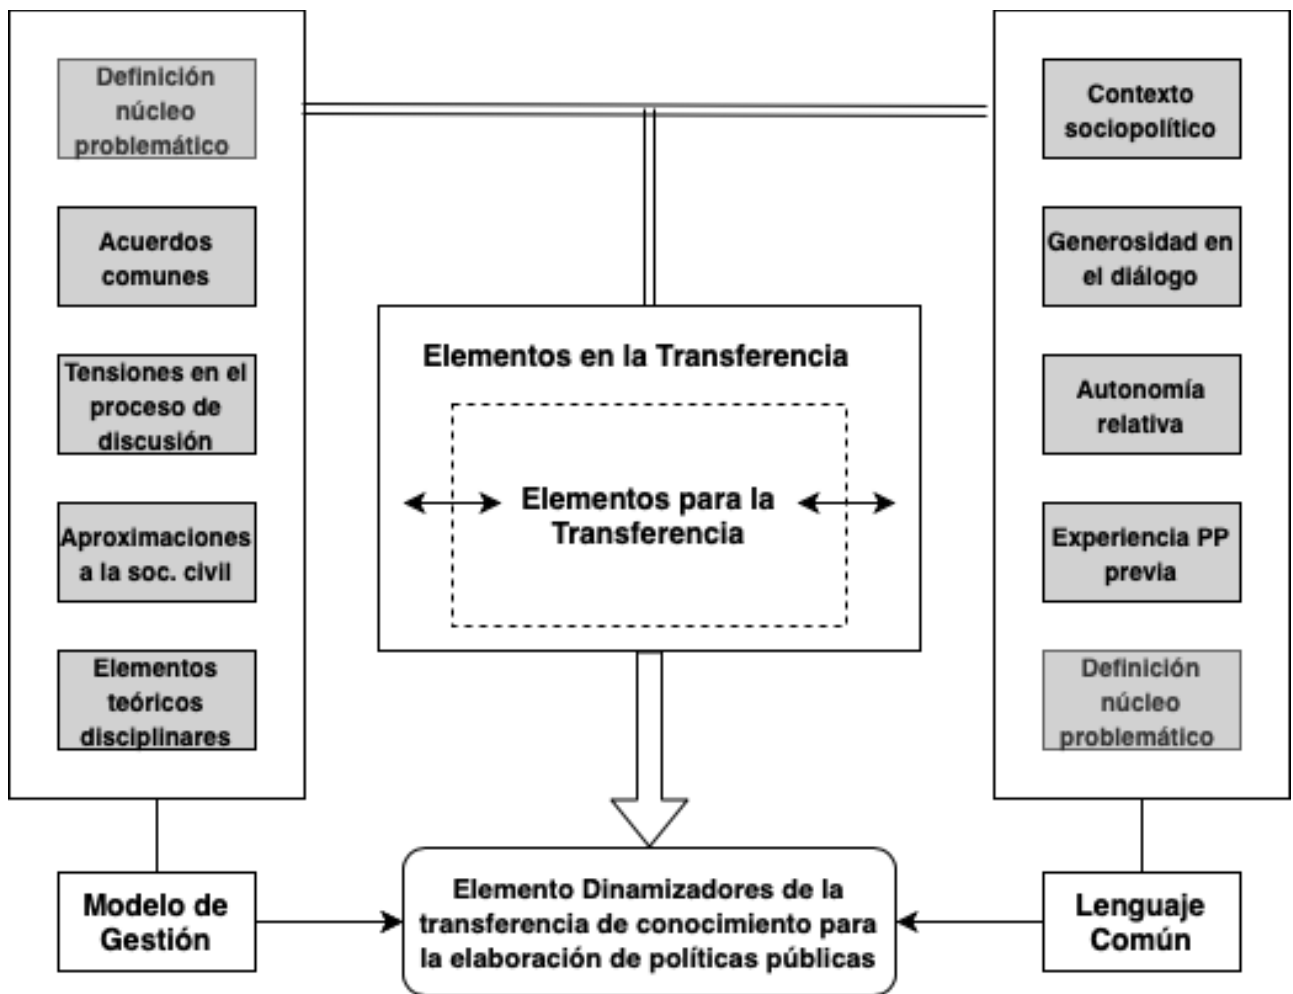 Definición
núcleo
problemático
Acuerdos
comunes
Tensiones en el
proceso de
discusión
Aproximaciones
a la soc. civil
Elementos
teóricos
disciplinares
Modelo de
Gestión
Elementos en la Transferencia
Elementos para la
Transferencia
Elemento Dinamizadores de la
transferencia de conocimiento para
la elaboración de políticas públicas
Contexto
sociopolítico
Generosidad en
el diálogo
Autonomía
relativa
Experiencia PP
previa
Definición
núcleo
problemático
Lenguaje
Común